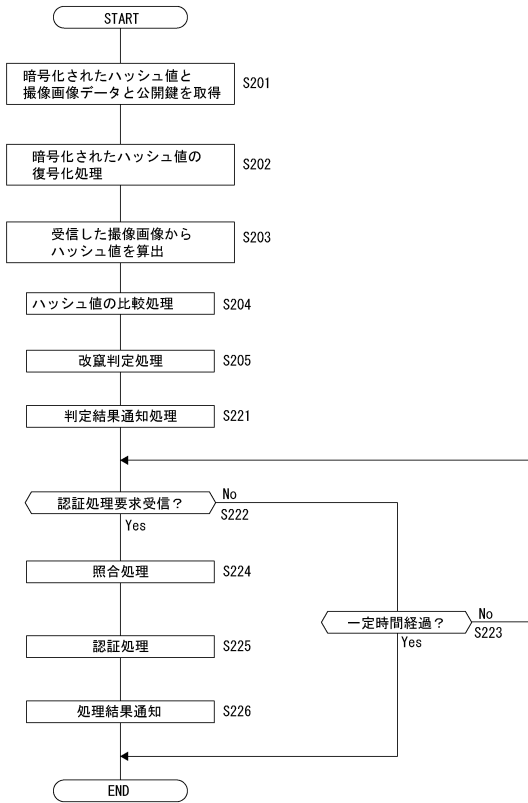 START
暗号化されたハッシュ値と
撮像画像データと公開鍵を取得
S201
暗号化されたハッシュ値の
復号化処理
S202
受信した撮像画像から
ハッシュ値を算出
S203
ハッシュ値の比較処理
S204
改竄判定処理
S205
判定結果通知処理
S221
認証処理要求受信？
No
S222
Yes
照合処理
S224
一定時間経過？
No
S223
Yes
認証処理
S225
処理結果通知
S226
END